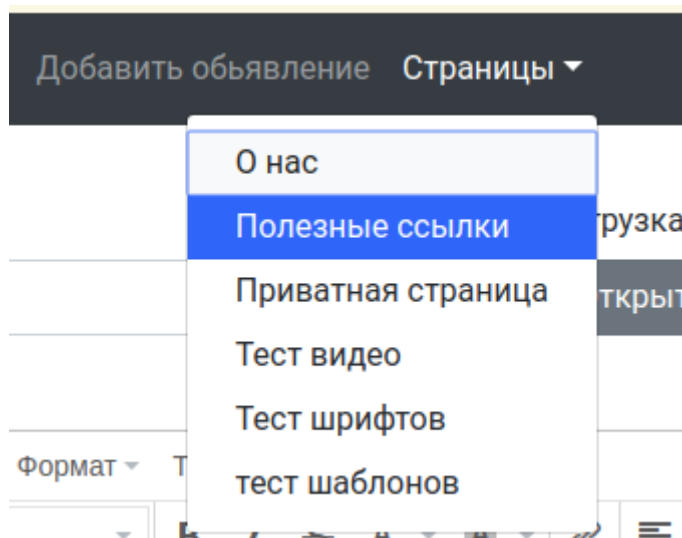 Добавить обьявление Страницы
О нас
Полезные ссылки
Приватная страница
Тест видео
Тест шрифтов
тест шаблонов
Формат